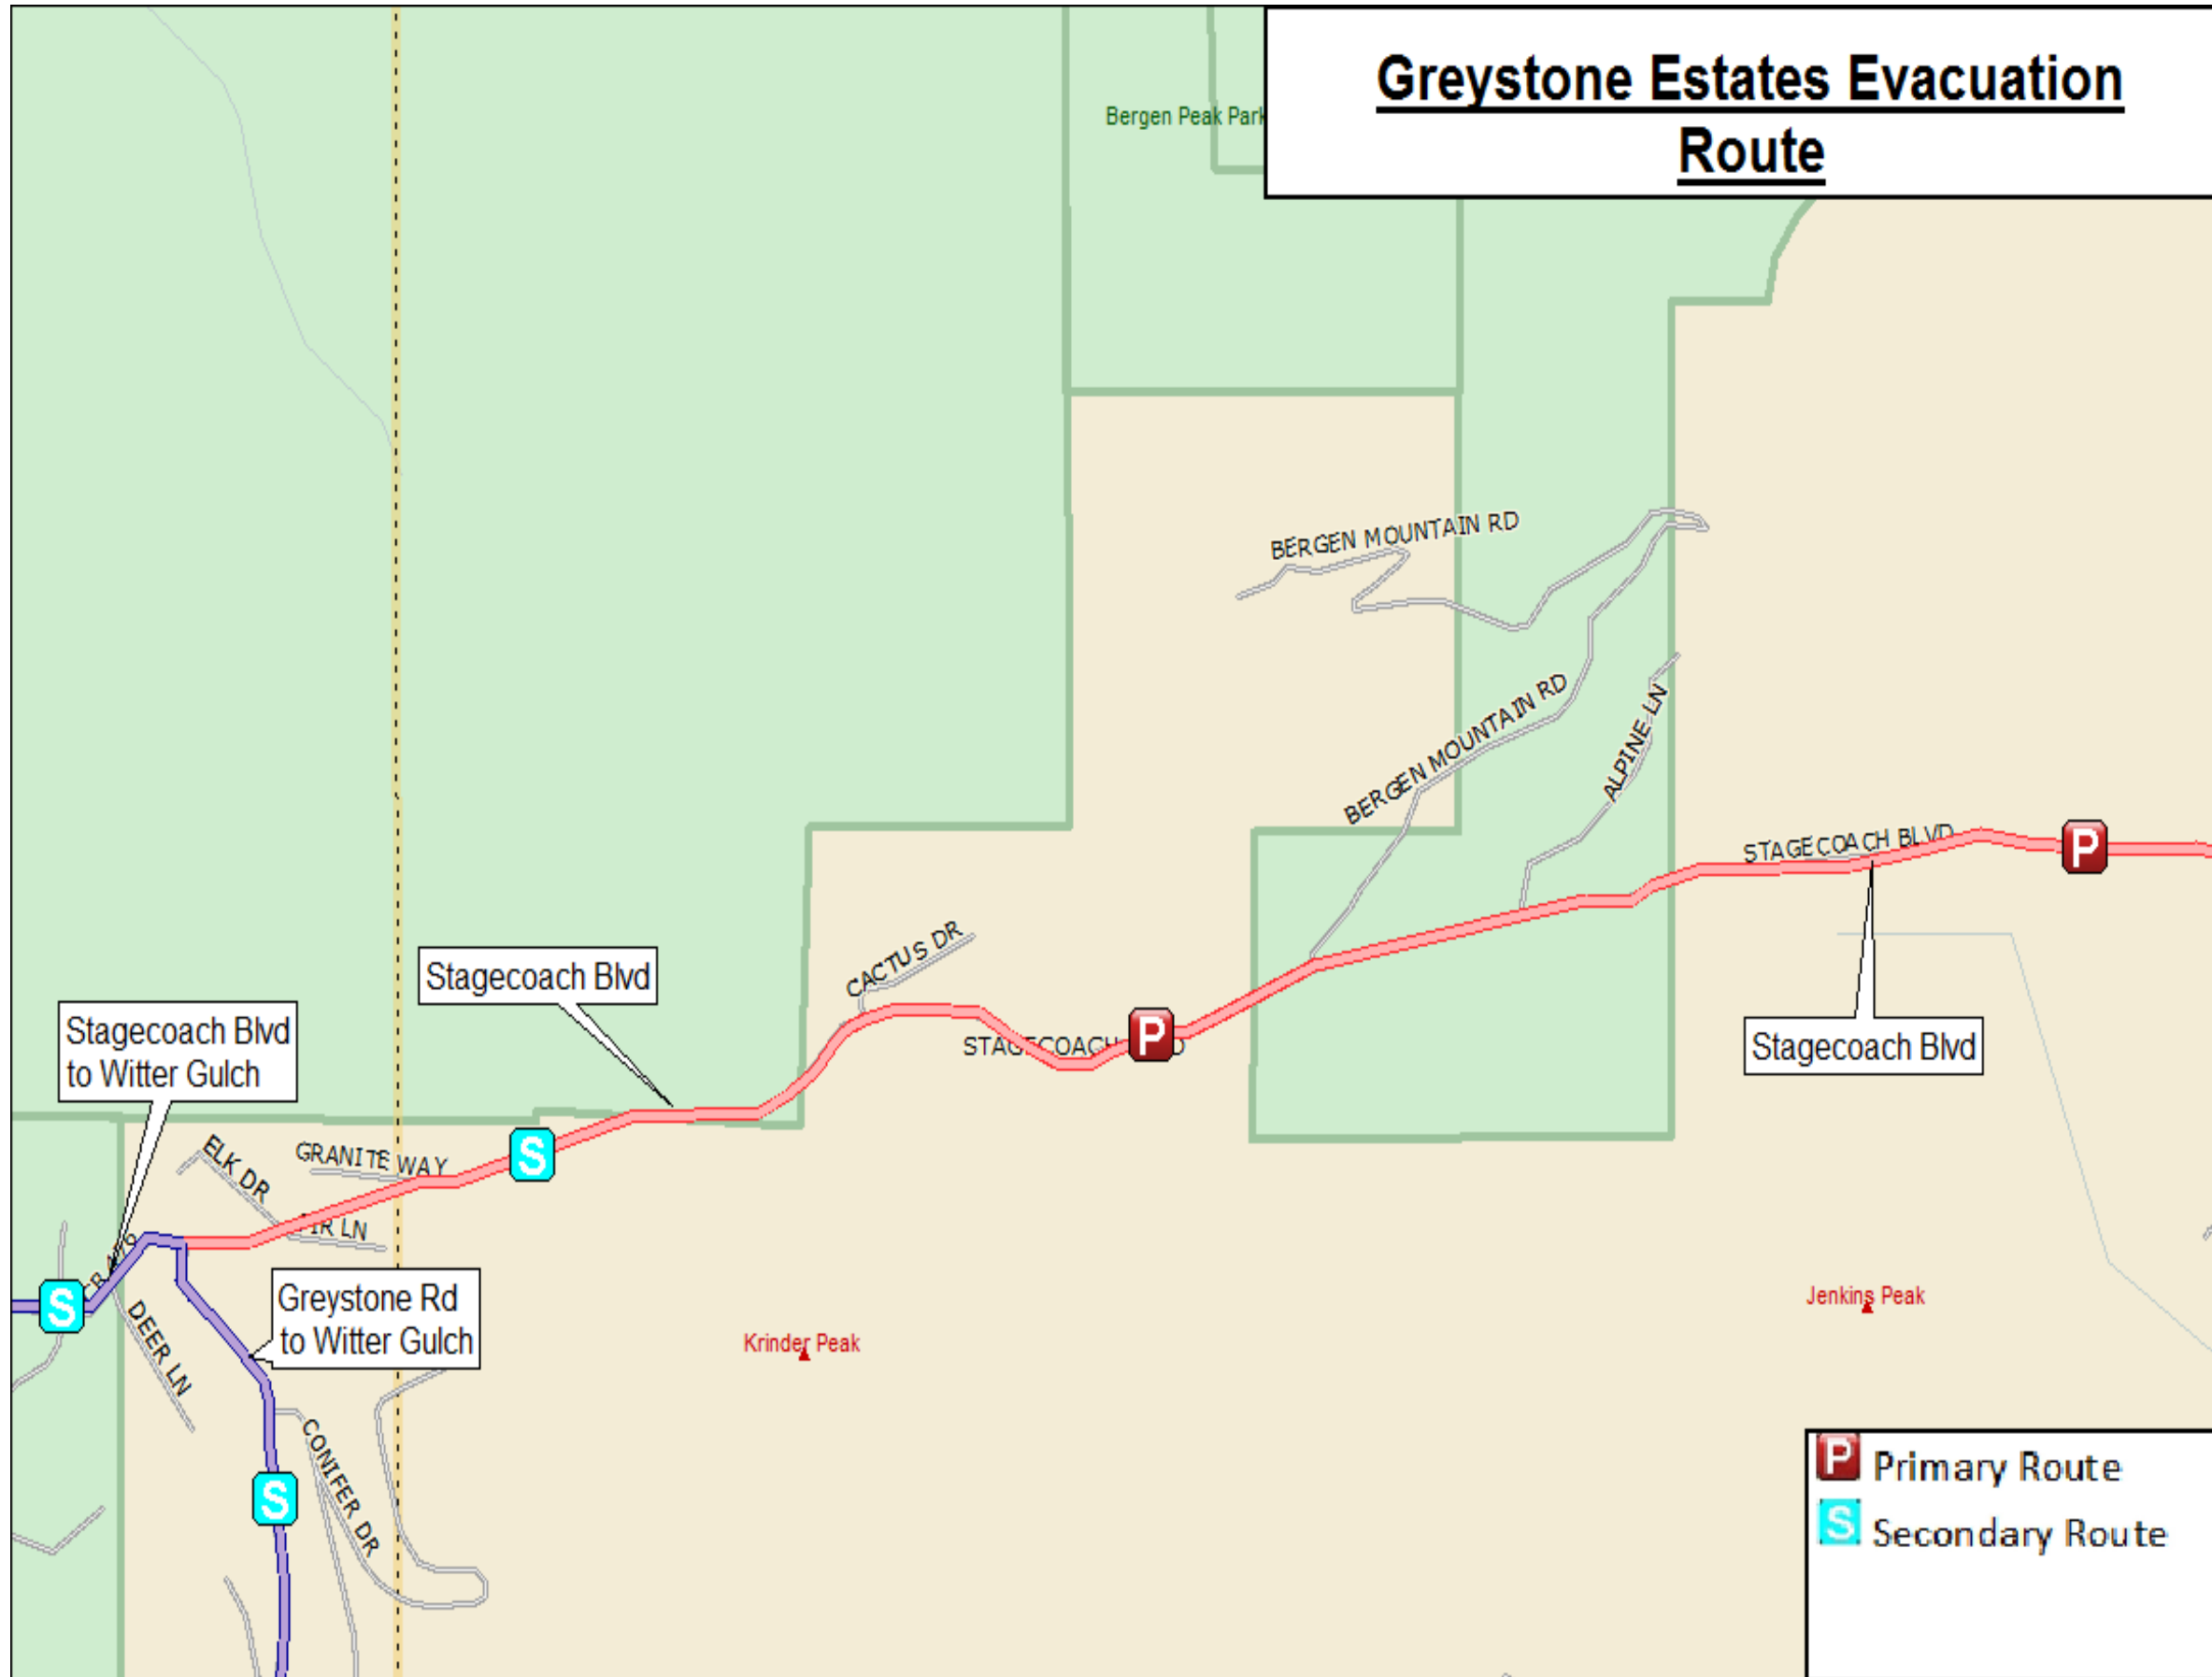 Greystone Estates Evacuation
Route
Bergen Peak Park
BERGEN MOUNTAIN RD
BERGEN MOUNTAIN RD
ALPINE LN
STAGECOACH BLVD
P
CACTUS DR
Stagecoach Blvd
Stagecoach Blvd
to Witter Gulch
P
STAGECOACH
Stagecoach Blvd
S
ELK DR
GRANITE WAY
LN
S
DEER LN
Greystone Rd
to Witter Gulch
Jenkins Peak
Krinder Peak
CONIFER DR
S
P Primary Route
S Secondary Route